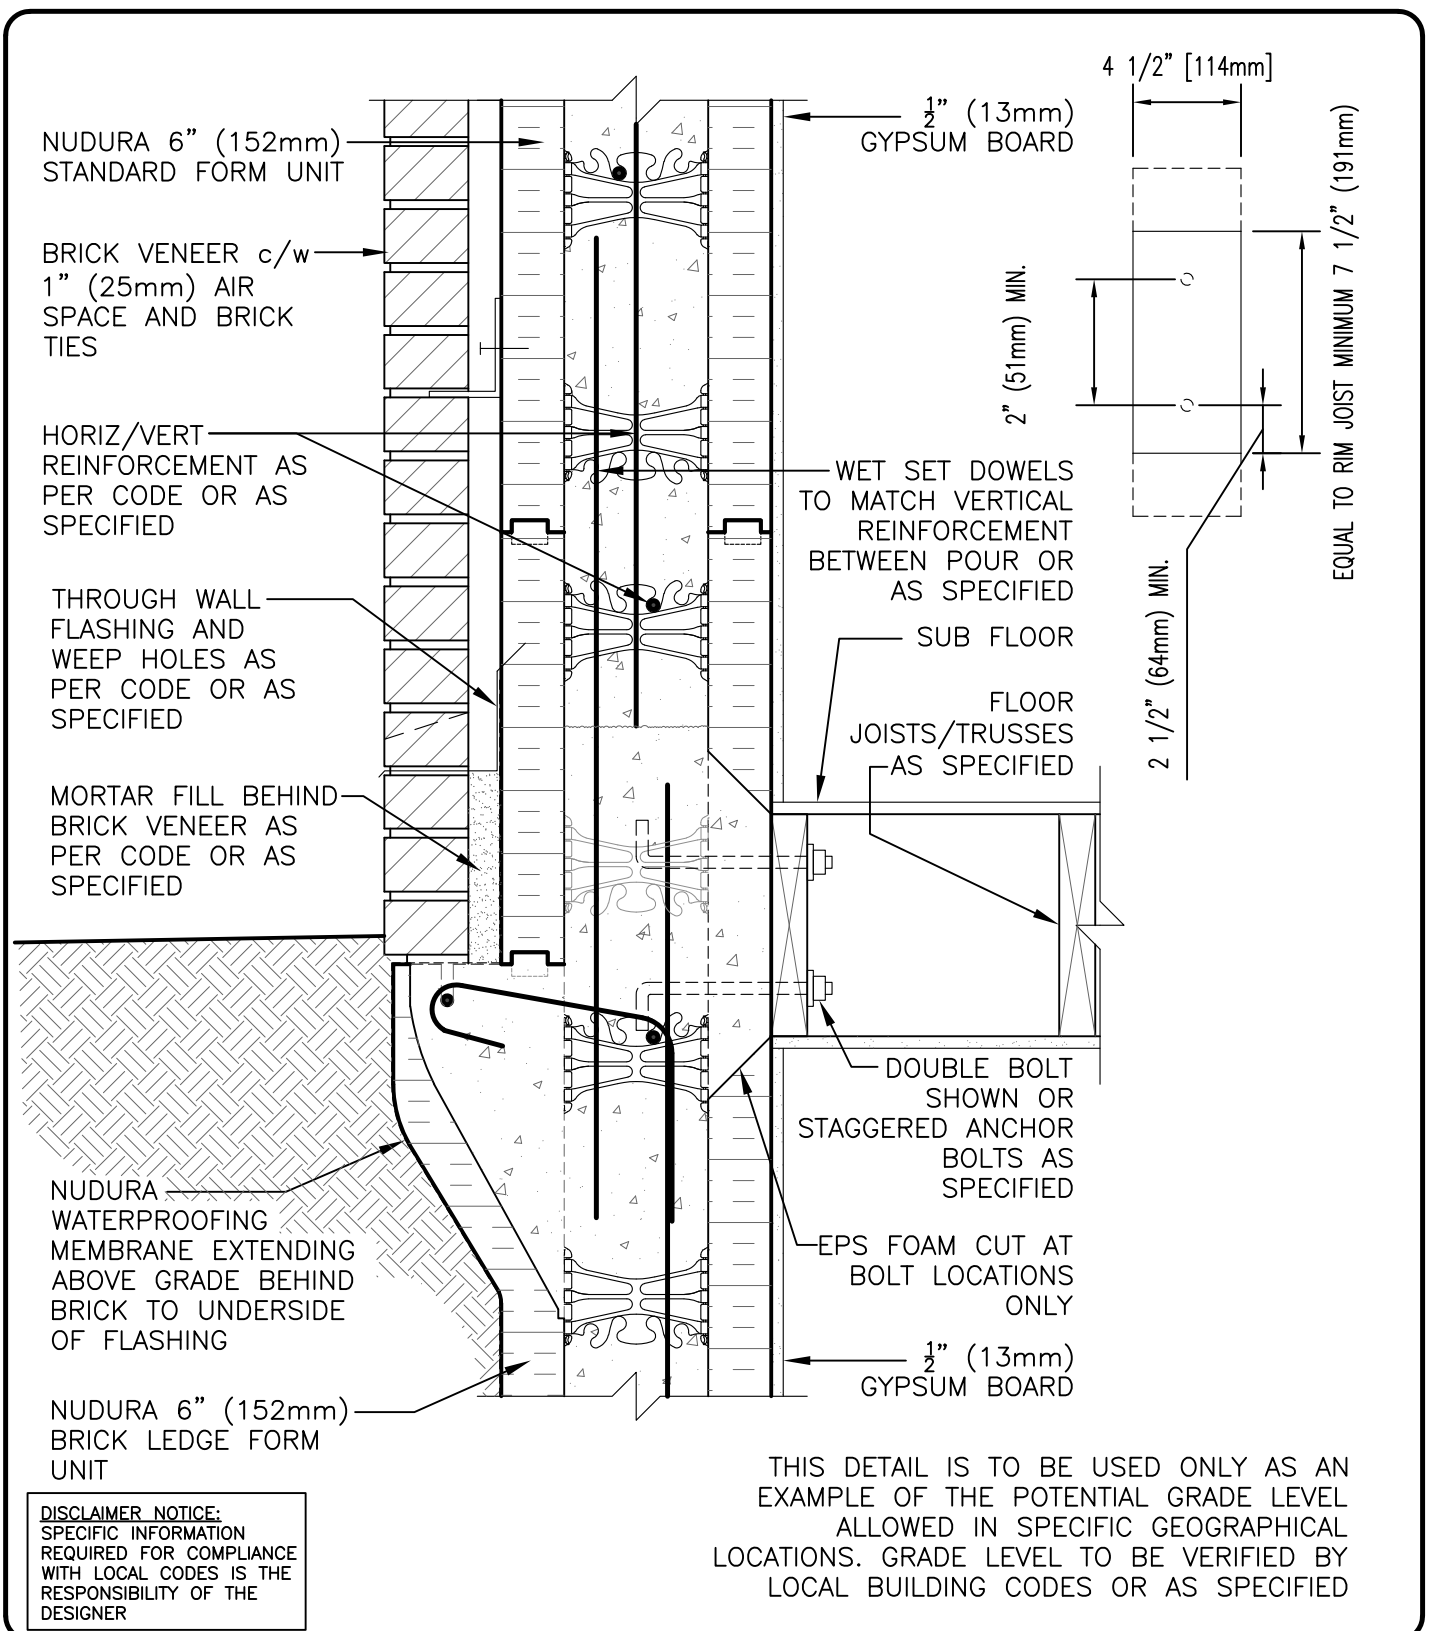 NUDURA 6” (152mm)
STANDARD FORM UNIT
BRICK VENEER c/w
1” (25mm) AIR
SPACE AND BRICK
TIES
HORIZ/VERT
REINFORCEMENT AS
PER CODE OR AS
SPECIFIED
THROUGH WALL
FLASHING AND
WEEP HOLES AS
PER CODE OR AS
SPECIFIED
MORTAR FILL BEHIND
BRICK VENEER AS
PER CODE OR AS
SPECIFIED
NUDURA
WATERPROOFING
MEMBRANE EXTENDING
ABOVE GRADE BEHIND
BRICK TO UNDERSIDE
OF FLASHING
NUDURA 6” (152mm)
BRICK LEDGE FORM
UNIT
DISCLAIMER NOTICE:
SPECIFIC INFORMATION
REQUIRED FOR COMPLIANCE
WITH LOCAL CODES IS THE
RESPONSIBILITY OF THE
DESIGNER
½” (13mm)
GYPSUM BOARD
WET SET DOWELS
TO MATCH VERTICAL
REINFORCEMENT
BETWEEN POUR OR
AS SPECIFIED
SUB FLOOR
FLOOR
JOISTS/TRUSSES
AS SPECIFIED
DOUBLE BOLT
SHOWN OR
STAGGERED ANCHOR
BOLTS AS
SPECIFIED
EPS FOAM CUT AT
BOLT LOCATIONS
ONLY
½” (13mm)
GYPSUM BOARD
4 1/2” [114mm]
2” (51mm) MIN.
2 1/2” (64mm) MIN.
EQUAL TO RIM JOIST MINIMUM 7 1/2” (191mm)
THIS DETAIL IS TO BE USED ONLY AS AN
EXAMPLE OF THE POTENTIAL GRADE LEVEL
ALLOWED IN SPECIFIC GEOGRAPHICAL
LOCATIONS. GRADE LEVEL TO BE VERIFIED BY
LOCAL BUILDING CODES OR AS SPECIFIED